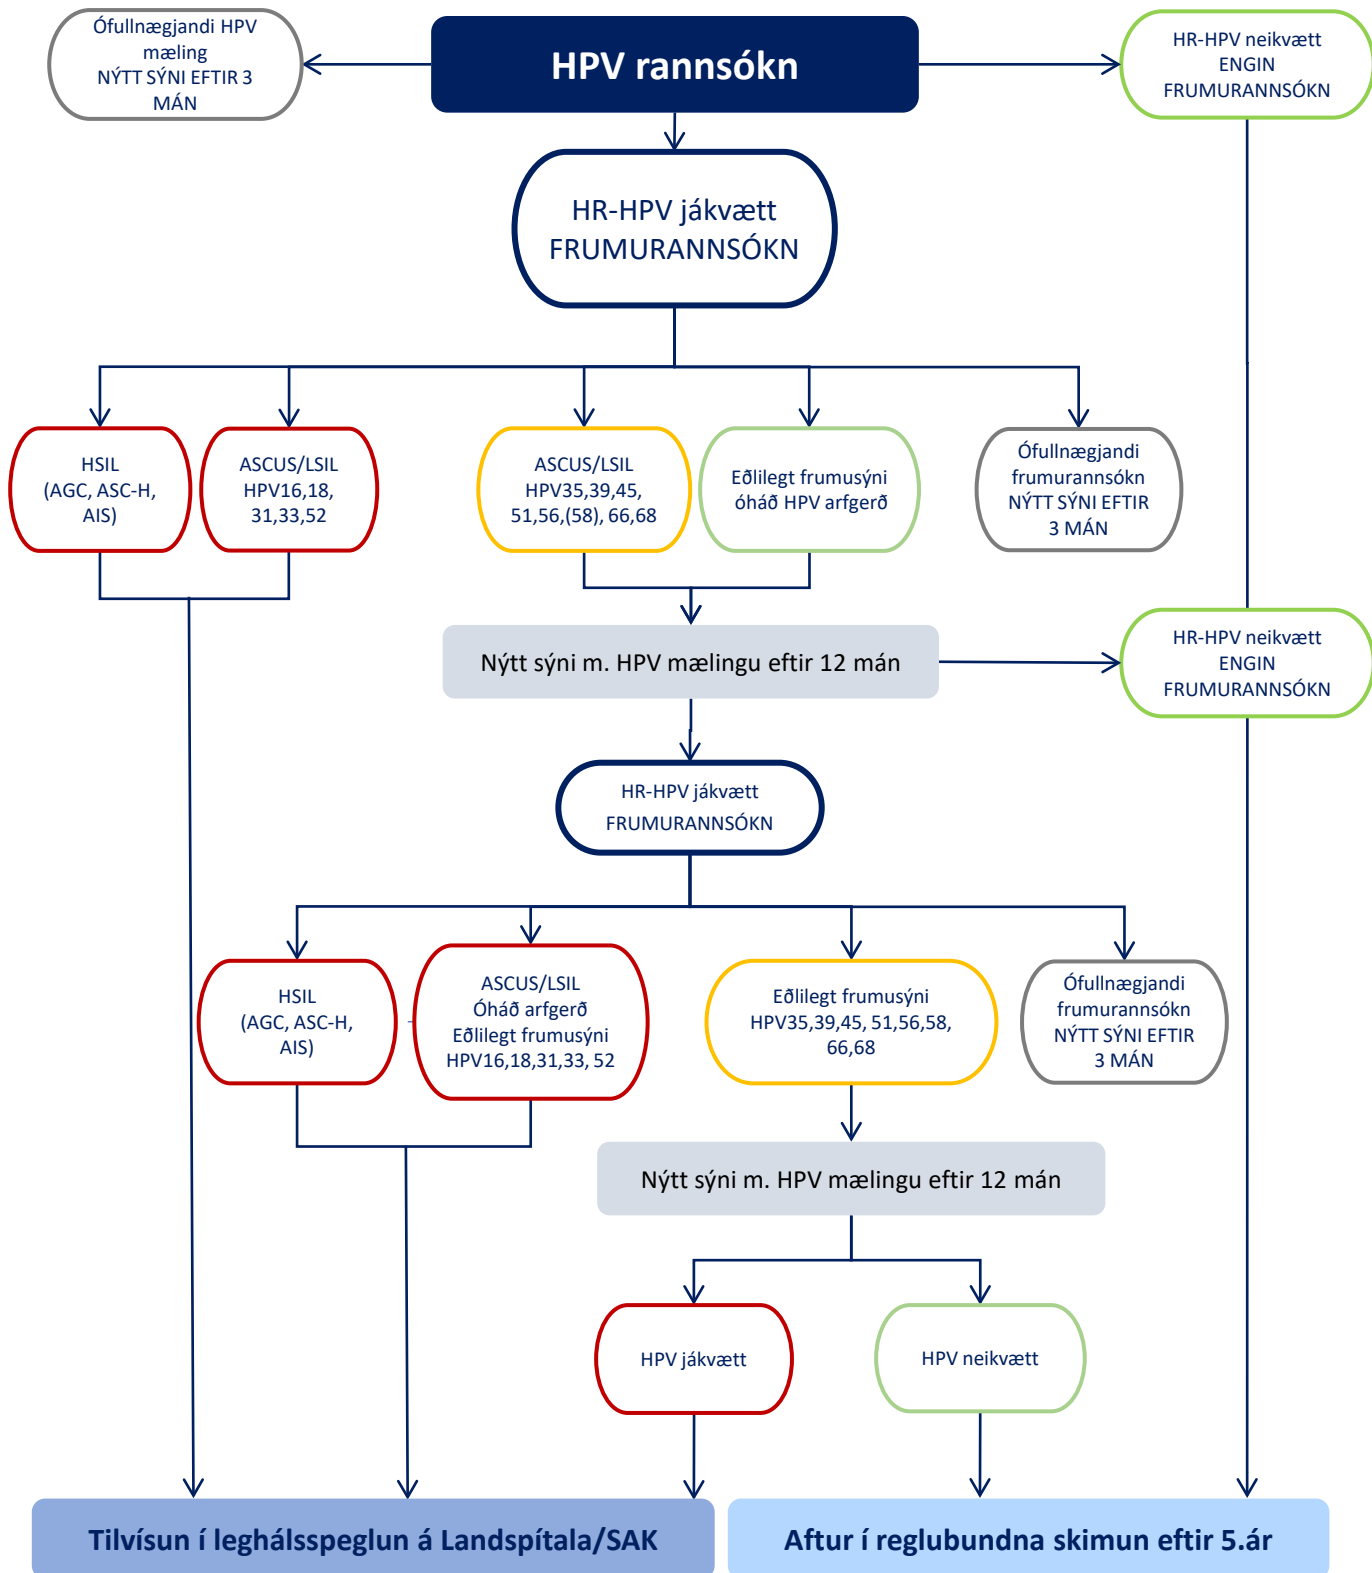 Ófullnægjandi HPV
mæling
NÝTT SÝNI EFTIR 3
MÁN
HPV rannsókn
HR-HPV neikvætt
ENGIN
FRUMURANNSÓKN
HR-HPV jákvætt
FRUMURANNSÓKN
HSIL
(AGC, ASC-H,
AIS)
ASCUS/LSIL
HPV16,18,
31,33,52
ASCUS/LSIL
HPV35,39,45,
51,56,(58), 66,68
Eðlilegt frumusýni
óháð HPV arfgerð
Ófullnægjandi
frumurannsókn
NÝTT SÝNI EFTIR
3 MÁN
Nýtt sýni m. HPV mælingu eftir 12 mán
HR-HPV neikvætt
ENGIN
FRUMURANNSÓKN
HR-HPV jákvætt
FRUMURANNSÓKN
HSIL
(AGC, ASC-H,
AIS)
ASCUS/LSIL
Óháð arfgerð
Eðlilegt frumusýni
HPV16,18,31,33, 52
Eðlilegt frumusýni
HPV35,39,45, 51,56,58,
66,68
Ófullnægjandi
frumurannsókn
NÝTT SÝNI EFTIR
3 MÁN
Nýtt sýni m. HPV mælingu eftir 12 mán
HPV jákvætt
HPV neikvætt
Tilvísun í leghálsspeglun á Landspítala/SAK
Aftur í reglubundna skimun eftir 5.ár